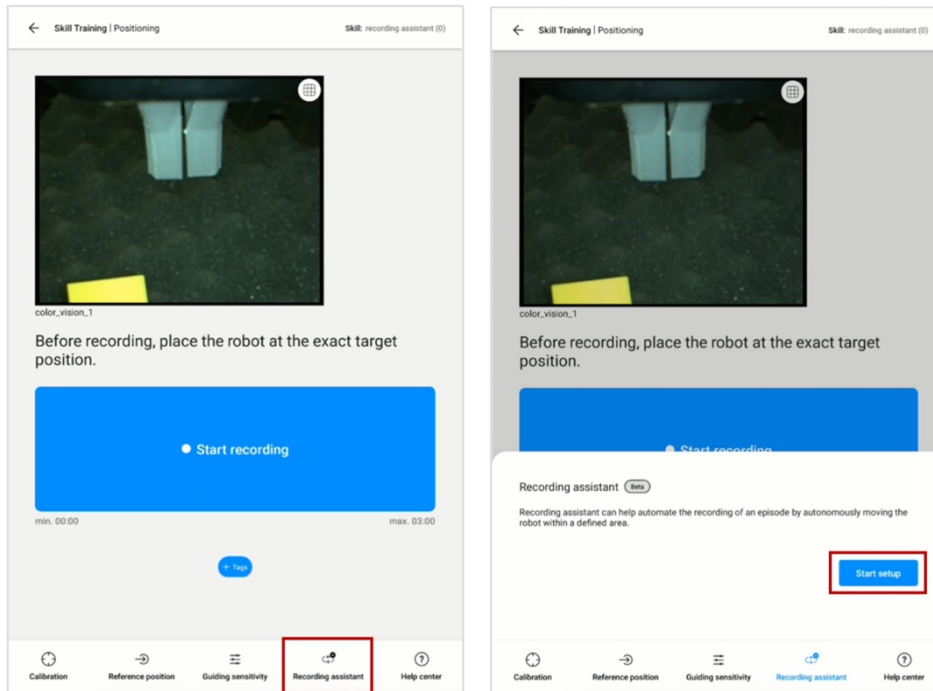 Skill Training | Positioning
Skill: recording assistant (0)
color_vision_1
Before recording, place the robot at the exact target
position.
Start recording
min. 00:00
max. 03:00
+ Tags
Calibration
Reference position
Guiding sensitivity
Recording assistant
Help center
Skill Training | Positioning
Skill: recording assistant (0)
color_vision_1
Before recording, place the robot at the exact target
position.
Start recording
Recording assistant Beta
Recording assistant can help automate the recording of an episode by autonomously moving the
robot within a defined area.
Start setup
Calibration
Reference position
Guiding sensitivity
Recording assistant
Help center